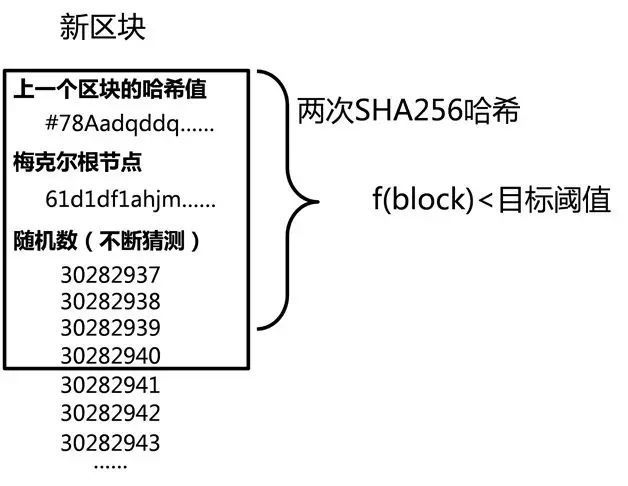 新区块
上一个区块的哈希值
#78Aadqddq......
两次SHA256哈希
梅克尔根节点
61d1df1ahjm......
f(block)<目标阈值
随机数（不断猜测）
30282937
30282938
30282939
30282940
30282941
30282942
30282943
......